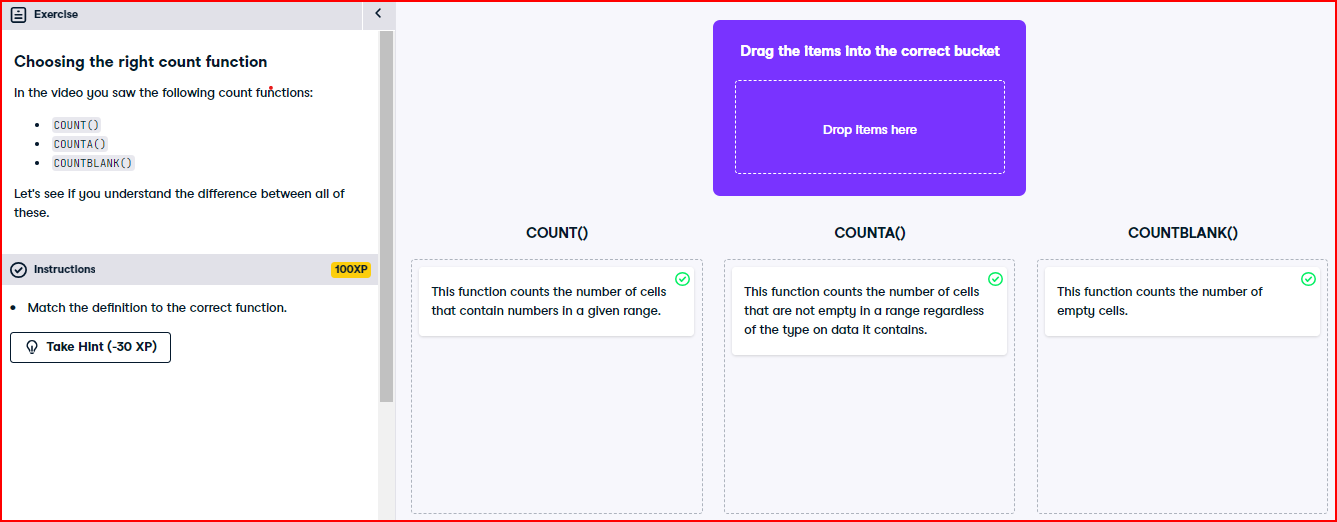 Exercise
Choosing the right count function
In the video you saw the following count functions:
COUNT()
COUNTA()
COUNTBLANK()
Let's see if you understand the difference between all of
these.
Instructions
100XP
Match the definition to the correct function.
Take Hint (-30 XP)
Drag the items into the correct bucket
Drop items here
COUNT()
This function counts the number of cells
that contain numbers in a given range.
COUNTA()
This function counts the number of cells
that are not empty in a range regardless
of the type on data it contains.
COUNTBLANK()
This function counts the number of
empty cells.